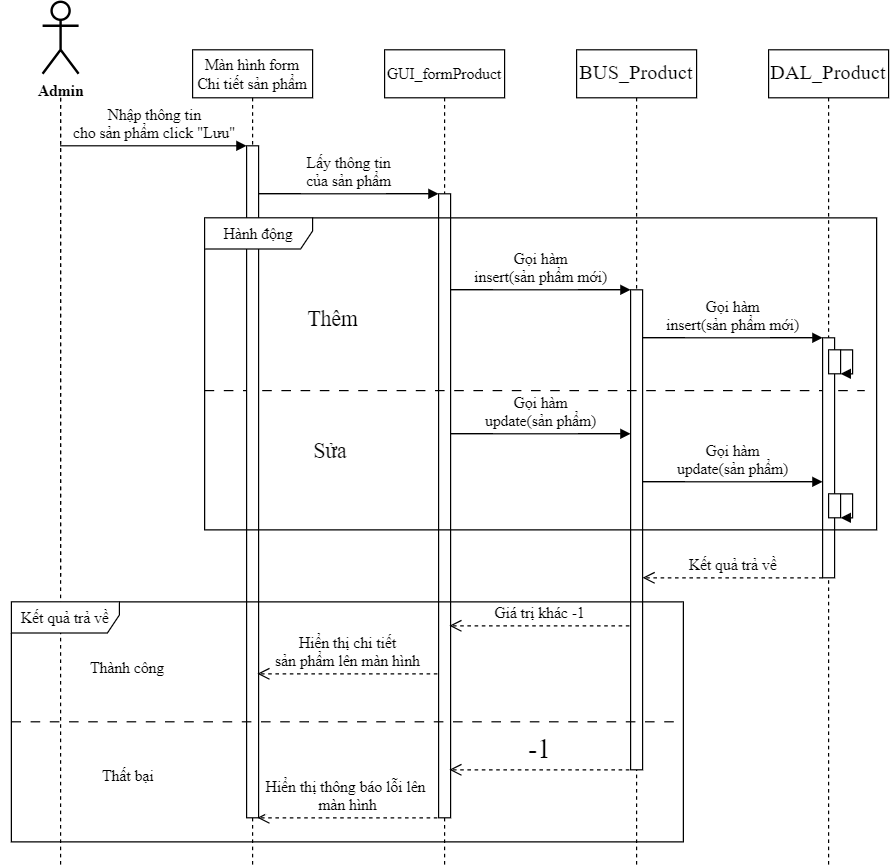 Admin
Màn hình form
Chi tiết sản phẩm
GUI_formProduct
BUS_Product
DAL_Product
Nhập thông tin
cho sản phẩm click "Lưu"
Lấy thông tin
của sản phẩm
Hành động
Gọi hàm
insert(sản phẩm mới)
Thêm
Gọi hàm
insert(sản phẩm mới)
Gọi hàm
update(sản phẩm)
Sửa
Gọi hàm
update(sản phẩm)
Kết quả trả về
Kết quả trả về
Giá trị khác -1
Hiển thị chi tiết
sản phẩm lên màn hình
Thành công
-1
Thất bại
Hiển thị thông báo lỗi lên
màn hình